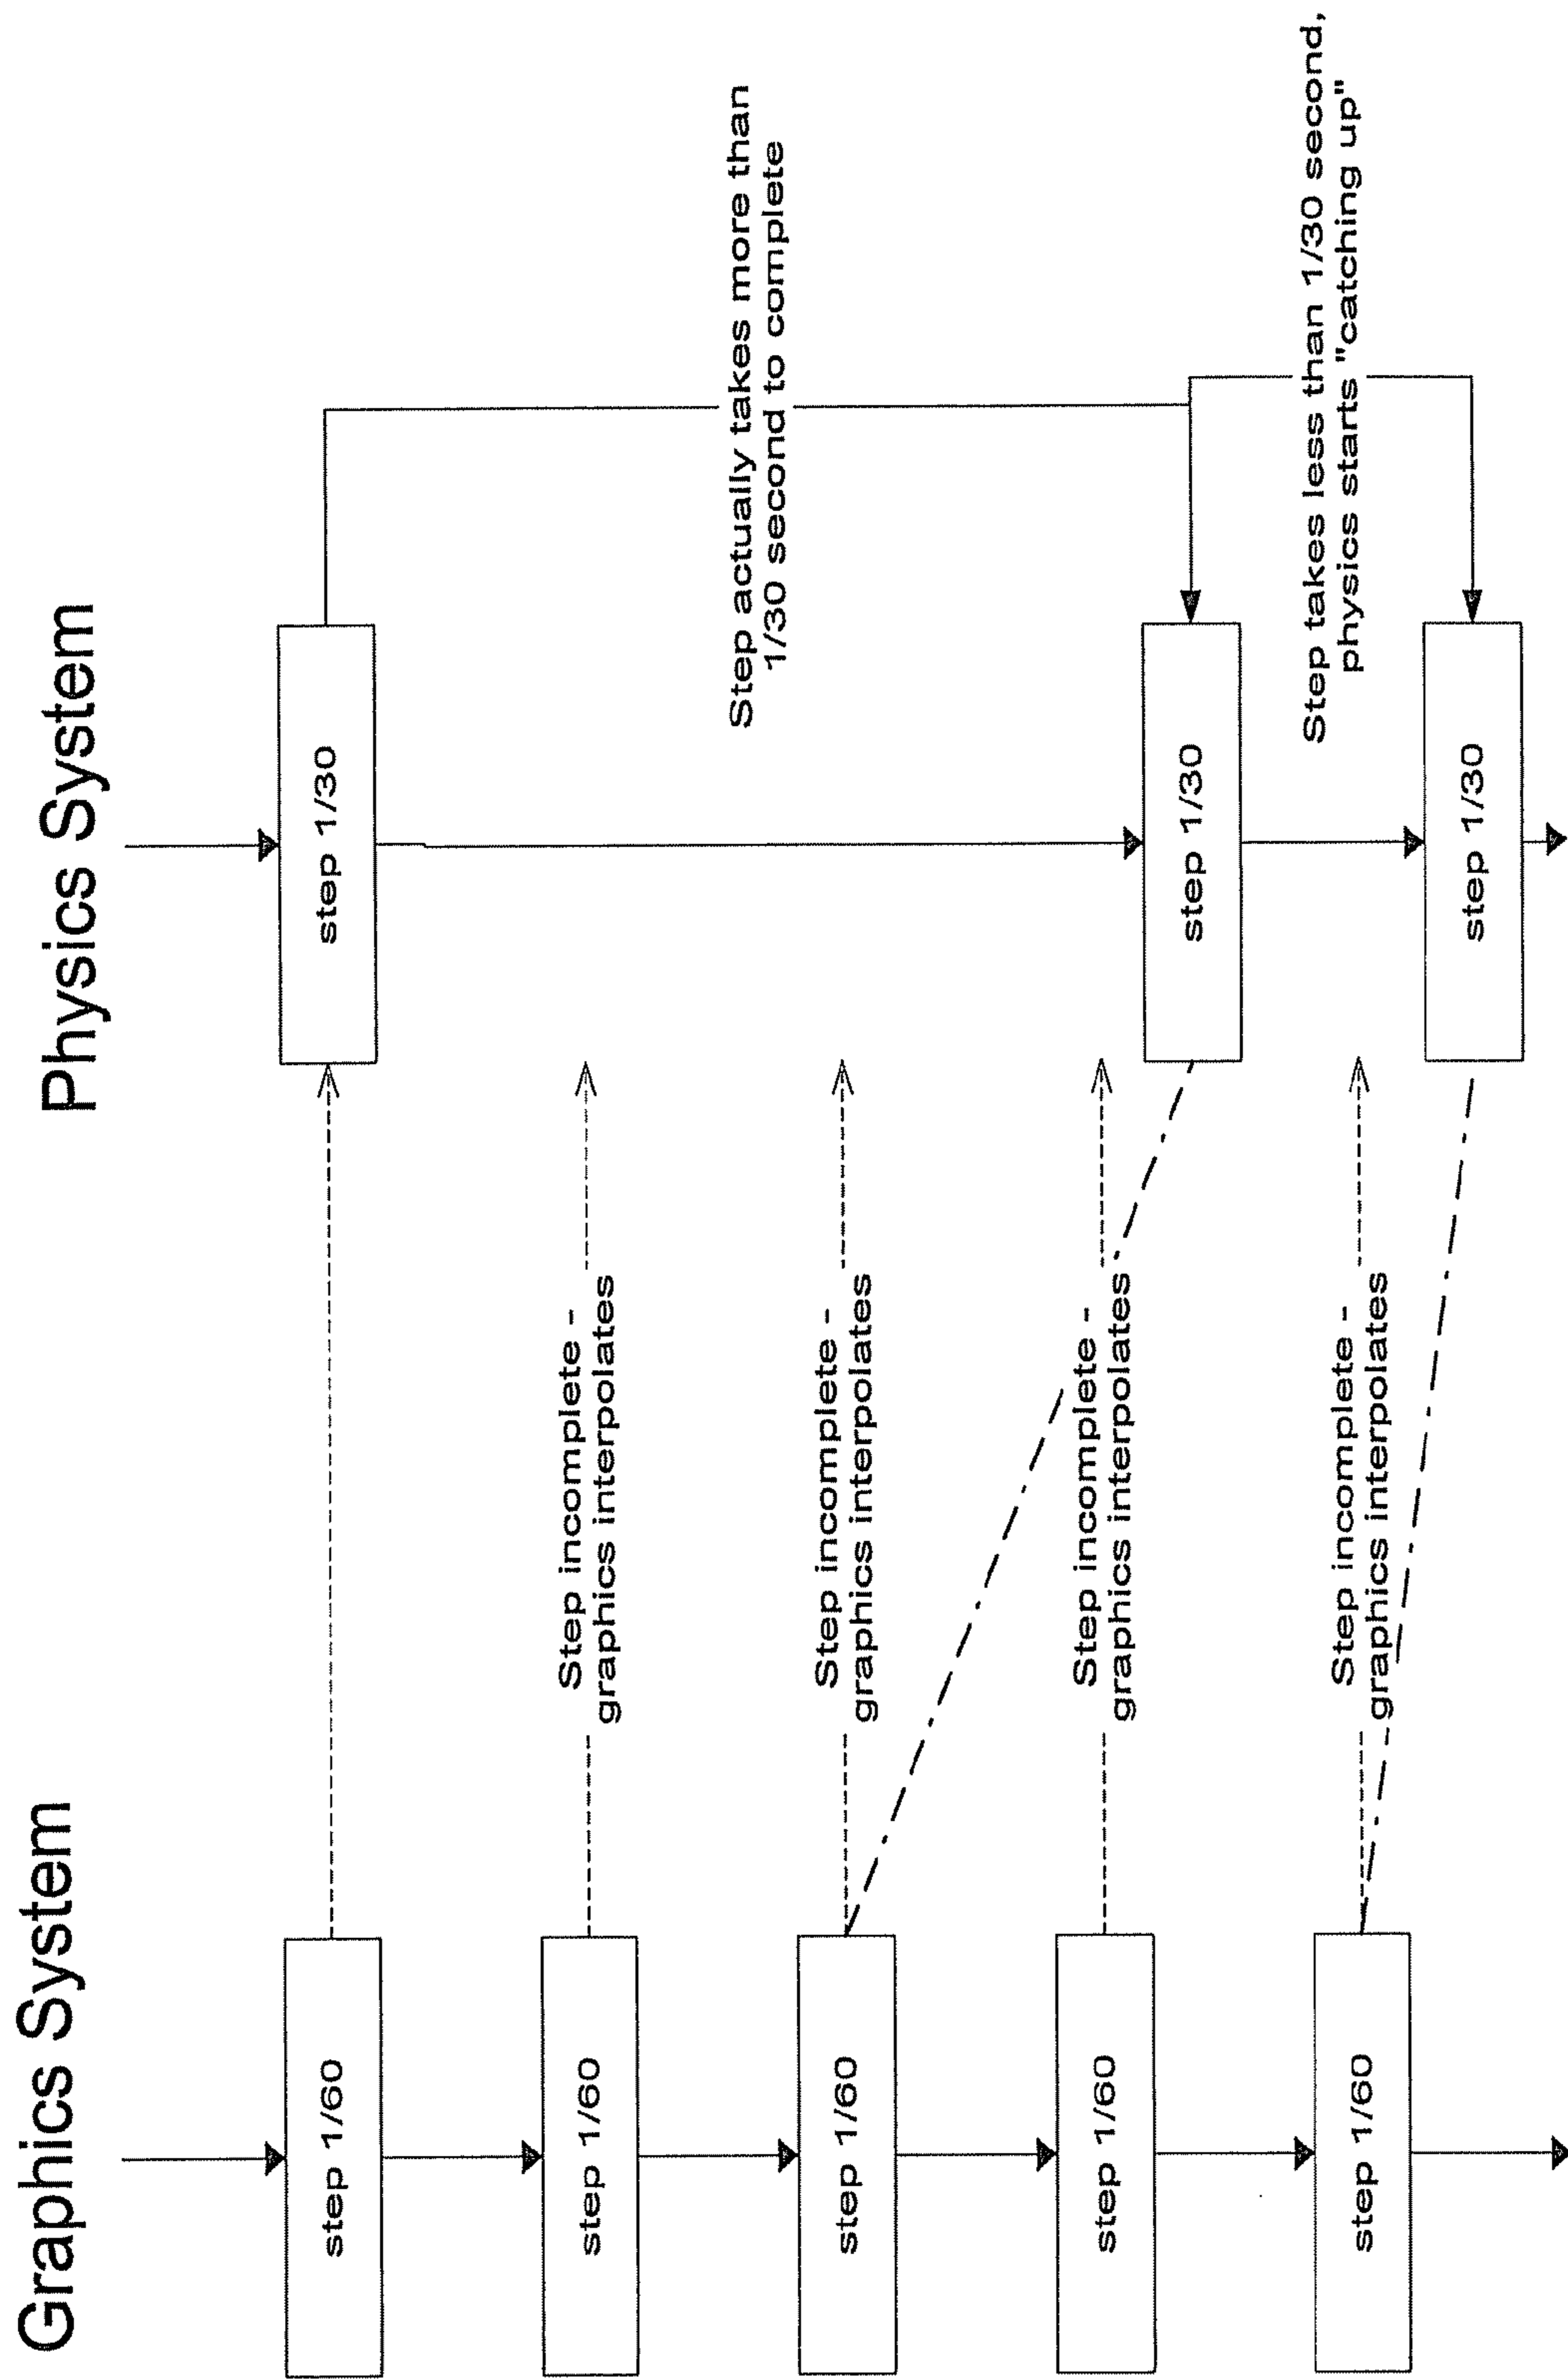 Graphics System
Physics System
step 1/60
step 1/30
step 1/60
Step incomplete -
graphics interpolates
Step actually takes more than
1/30 second to complete
step 1/60
Step incomplete -
graphics interpolates
step 1/60
Step incomplete -
graphics interpolates
step 1/30
step 1/60
Step incomplete -
graphics interpolates
Step takes less than 1/30 second,
physics starts "catching up"
step 1/30